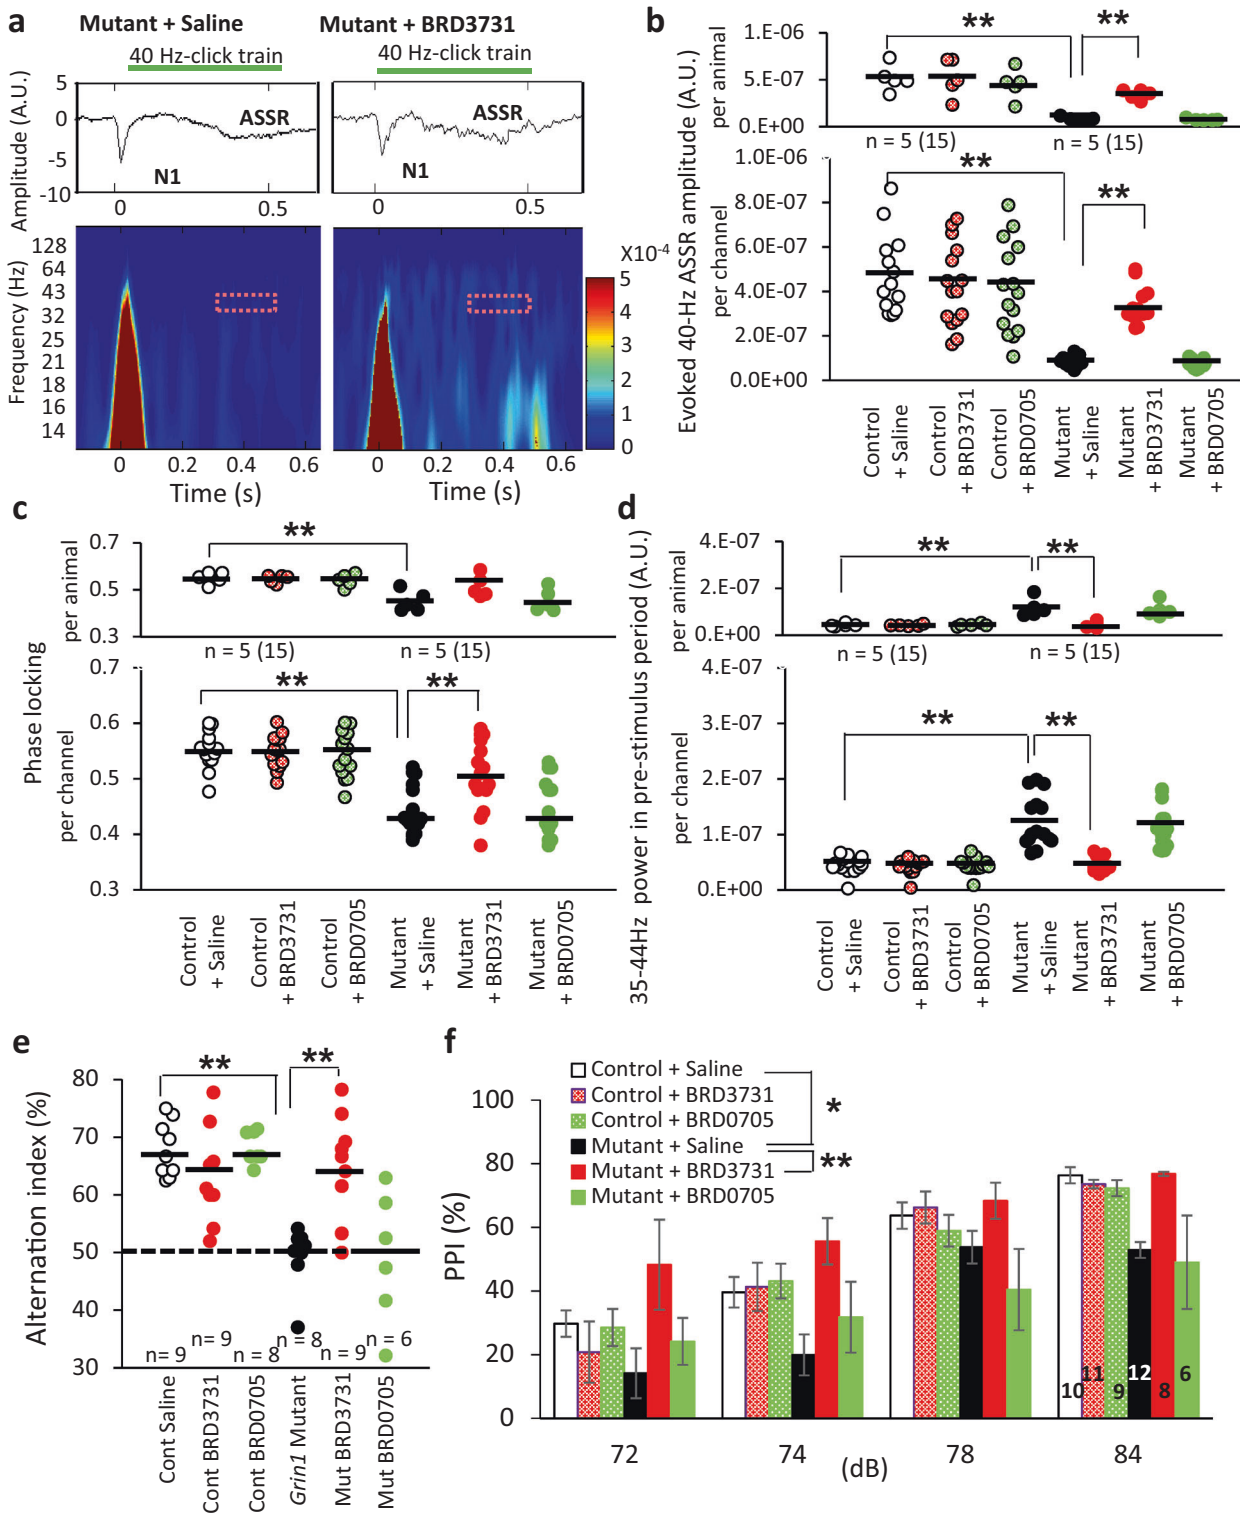 a
Mutant + Saline
Mutant + BRD3731
40 Hz-click train
40 Hz-click train
Amplitude (A.U.)
5
0
-5
-10
N1
ASSR
N1
ASSR
0
0.5
0
0.5
Frequency (Hz)
128
64
43
32
25
21
18
16
14
X10-4
5
4
3
2
1
0
0
0.2
0.4
0.6
0
0.2
0.4
0.6
Time (s)
Time (s)
b
Evoked 40-Hz ASSR amplitude (A.U.)
per animal
per channel
1.0E-06
5.0E-07
0.0E+00
**
**
n = 5 (15)
n = 5 (15)
1.0E-06
8.0E-07
6.0E-07
4.0E-07
2.0E-07
0.0E+00
**
**
Control
+ Saline
Control
+ BRD3731
Control
+ BRD0705
Mutant
+ Saline
Mutant
+ BRD3731
Mutant
+ BRD0705
c
Phase locking
per animal
per channel
0.7
0.5
0.3
**
n = 5 (15)
n = 5 (15)
0.7
0.6
0.5
0.4
0.3
**
**
Control
+ Saline
Control
+ BRD3731
Control
+ BRD0705
Mutant
+ Saline
Mutant
+ BRD3731
Mutant
+ BRD0705
d
35-44Hz power in pre-stimulus period (A.U.)
per animal
per channel
4.E-07
2.E-07
0.E+00
**
**
n = 5 (15)
n = 5 (15)
4.E-07
3.E-07
2.E-07
1.E-07
0.E+00
**
**
Control
+ Saline
Control
+ BRD3731
Control
+ BRD0705
Mutant
+ Saline
Mutant
+ BRD3731
Mutant
+ BRD0705
e
Alternation index (%)
80
70
60
50
40
30
**
**
n= 9
n= 9
n= 8
n= 8
n= 9
n= 6
Cont Saline
Cont BRD3731
Cont BRD0705
Grin1 Mutant
Mut BRD3731
Mut BRD0705
f
PPI (%)
100
80
60
40
20
0
Control + Saline
Control + BRD3731
Control + BRD0705
Mutant + Saline
Mutant + BRD3731
Mutant + BRD0705
*
**
10
11
9
12
8
6
72
74
78
84
(dB)